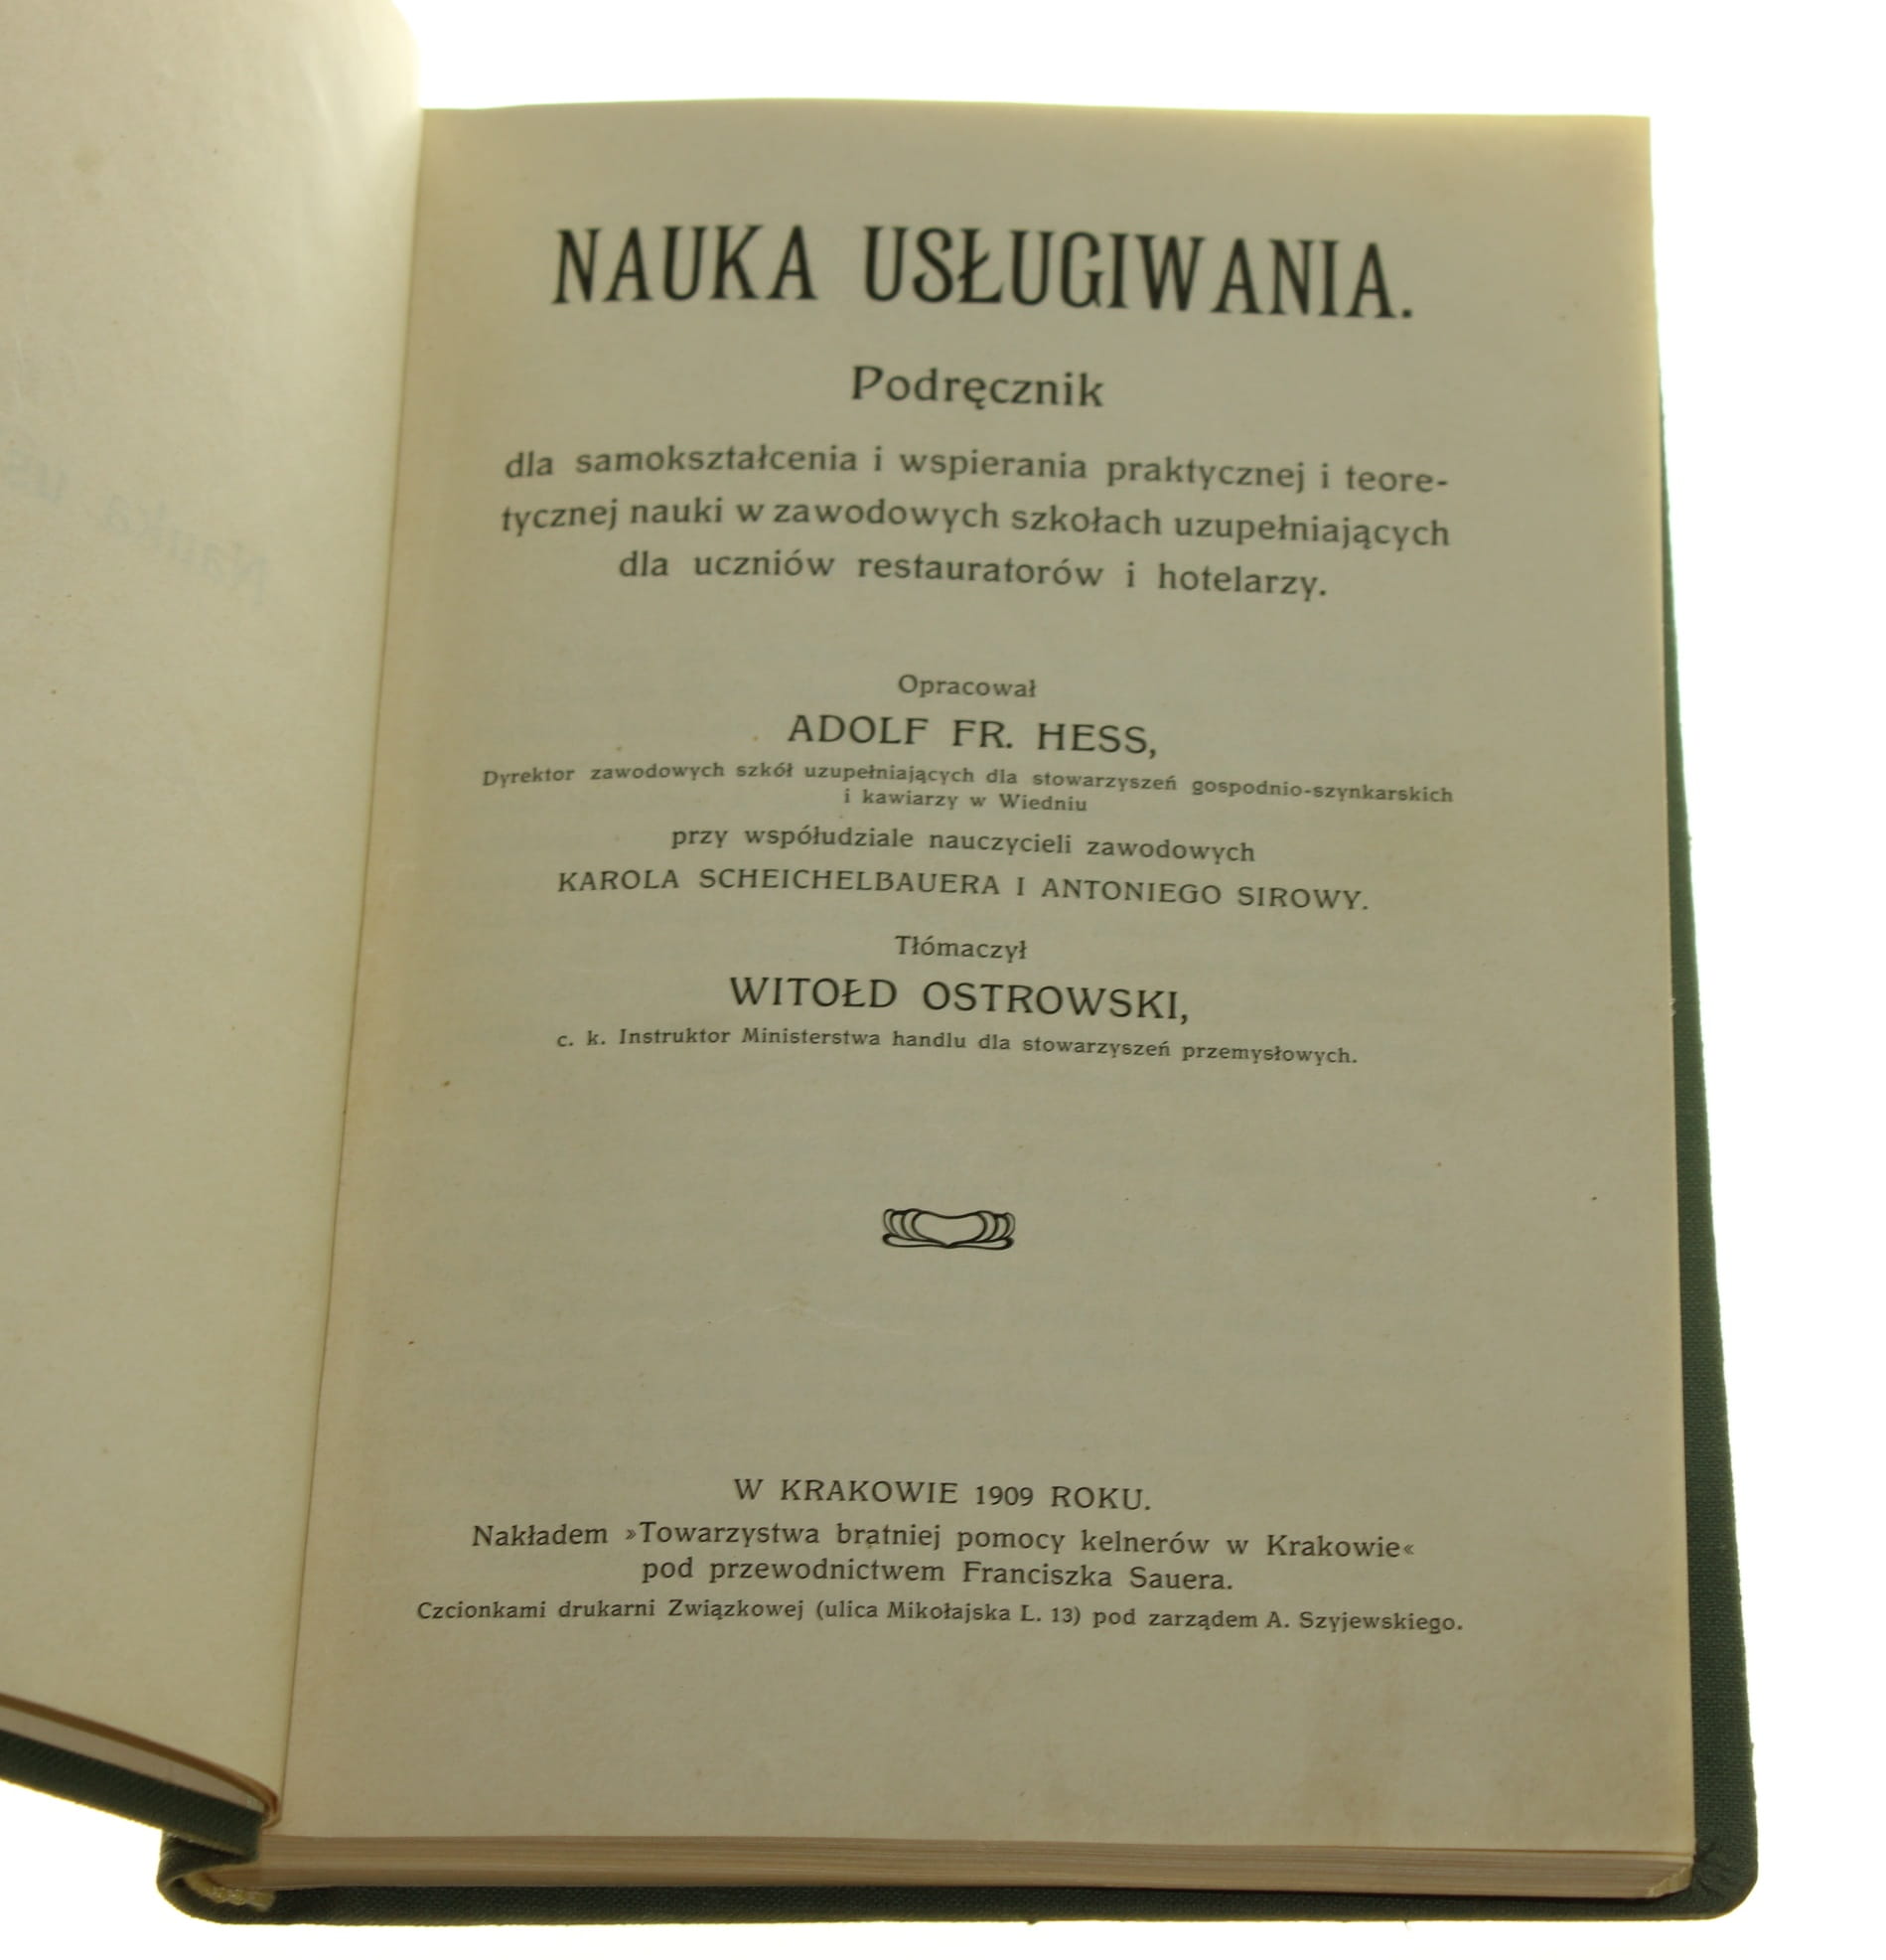 NAUKA USŁUGIWANIA.
Podręcznik
dla samokształcenia i wspierania praktycznej i teore-
tycznej nauki w zawodowych szkołach uzupełniających
dla uczniów restauratorów i hotelarzy.
Opracował
ADOLF FR. HESS,
Dyrektor zawodowych szkół uzupełniających dla stowarzyszeń gospodnio-szynkarskich
i kawiarzy w Wiedniu
przy współudziale nauczycieli zawodowych
KAROLA SCHEICHELBAUERA I ANTONIEGO SIROWY.
Tłómaczył
WITOŁD OSTROWSKI,
c. k. Instruktor Ministerstwa handlu dla stowarzyszeń przemysłowych.
W KRAKOWIE 1909 ROKU.
Nakładem »Towarzystwa bratniej pomocy kelnerów w Krakowie«
pod przewodnictwem Franciszka Sauera.
Czcionkami drukarni Związkowej (ulica Mikołajska L. 13) pod zarządem A. Szyjewskiego.